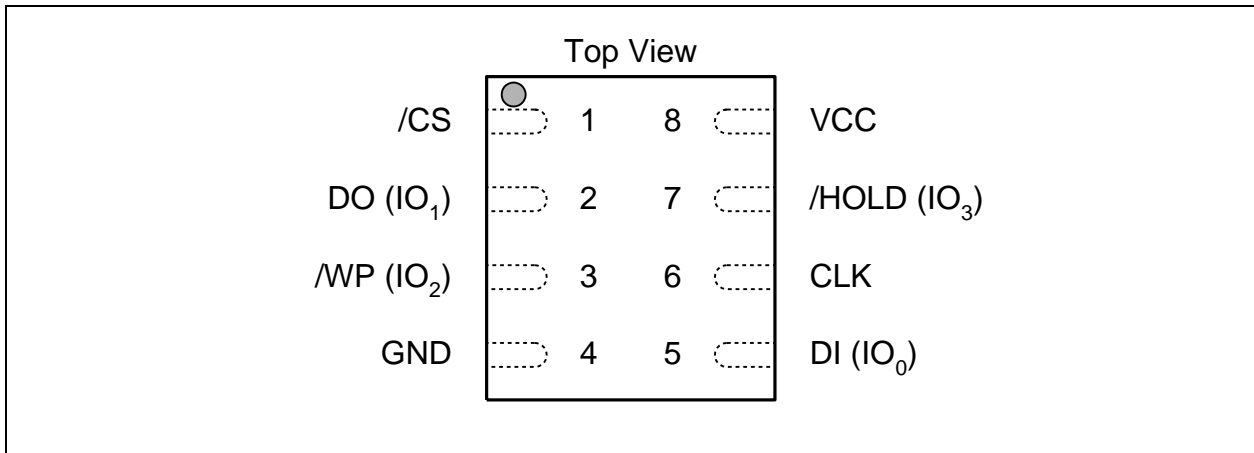 Top View
/CS 1 8 VCC
DO (IO₁) 2 7 /HOLD (IO₃)
/WP (IO₂) 3 6 CLK
GND 4 5 DI (IO₀)